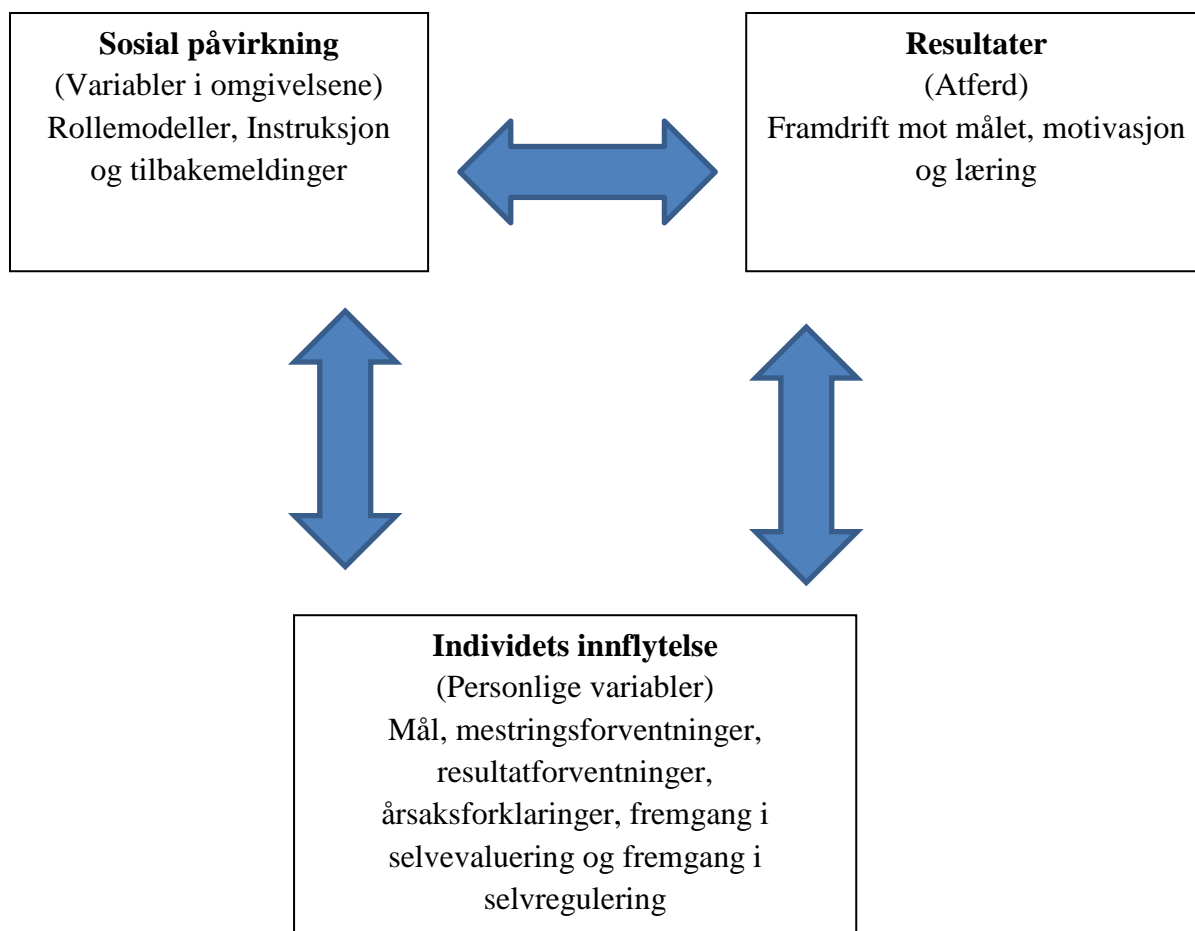 Sosial påvirkning
(Variabler i omgivelsene)
Rollemodeller, Instruksjon
og tilbakemeldinger
Resultater
(Atferd)
Framdrift mot målet, motivasjon
og læring
Individets innflytelse
(Personlige variabler)
Mål, mestringsforventninger,
resultatforventninger,
årsaksforklaringer, fremgang i
selvevaluering og fremgang i
selvregulering